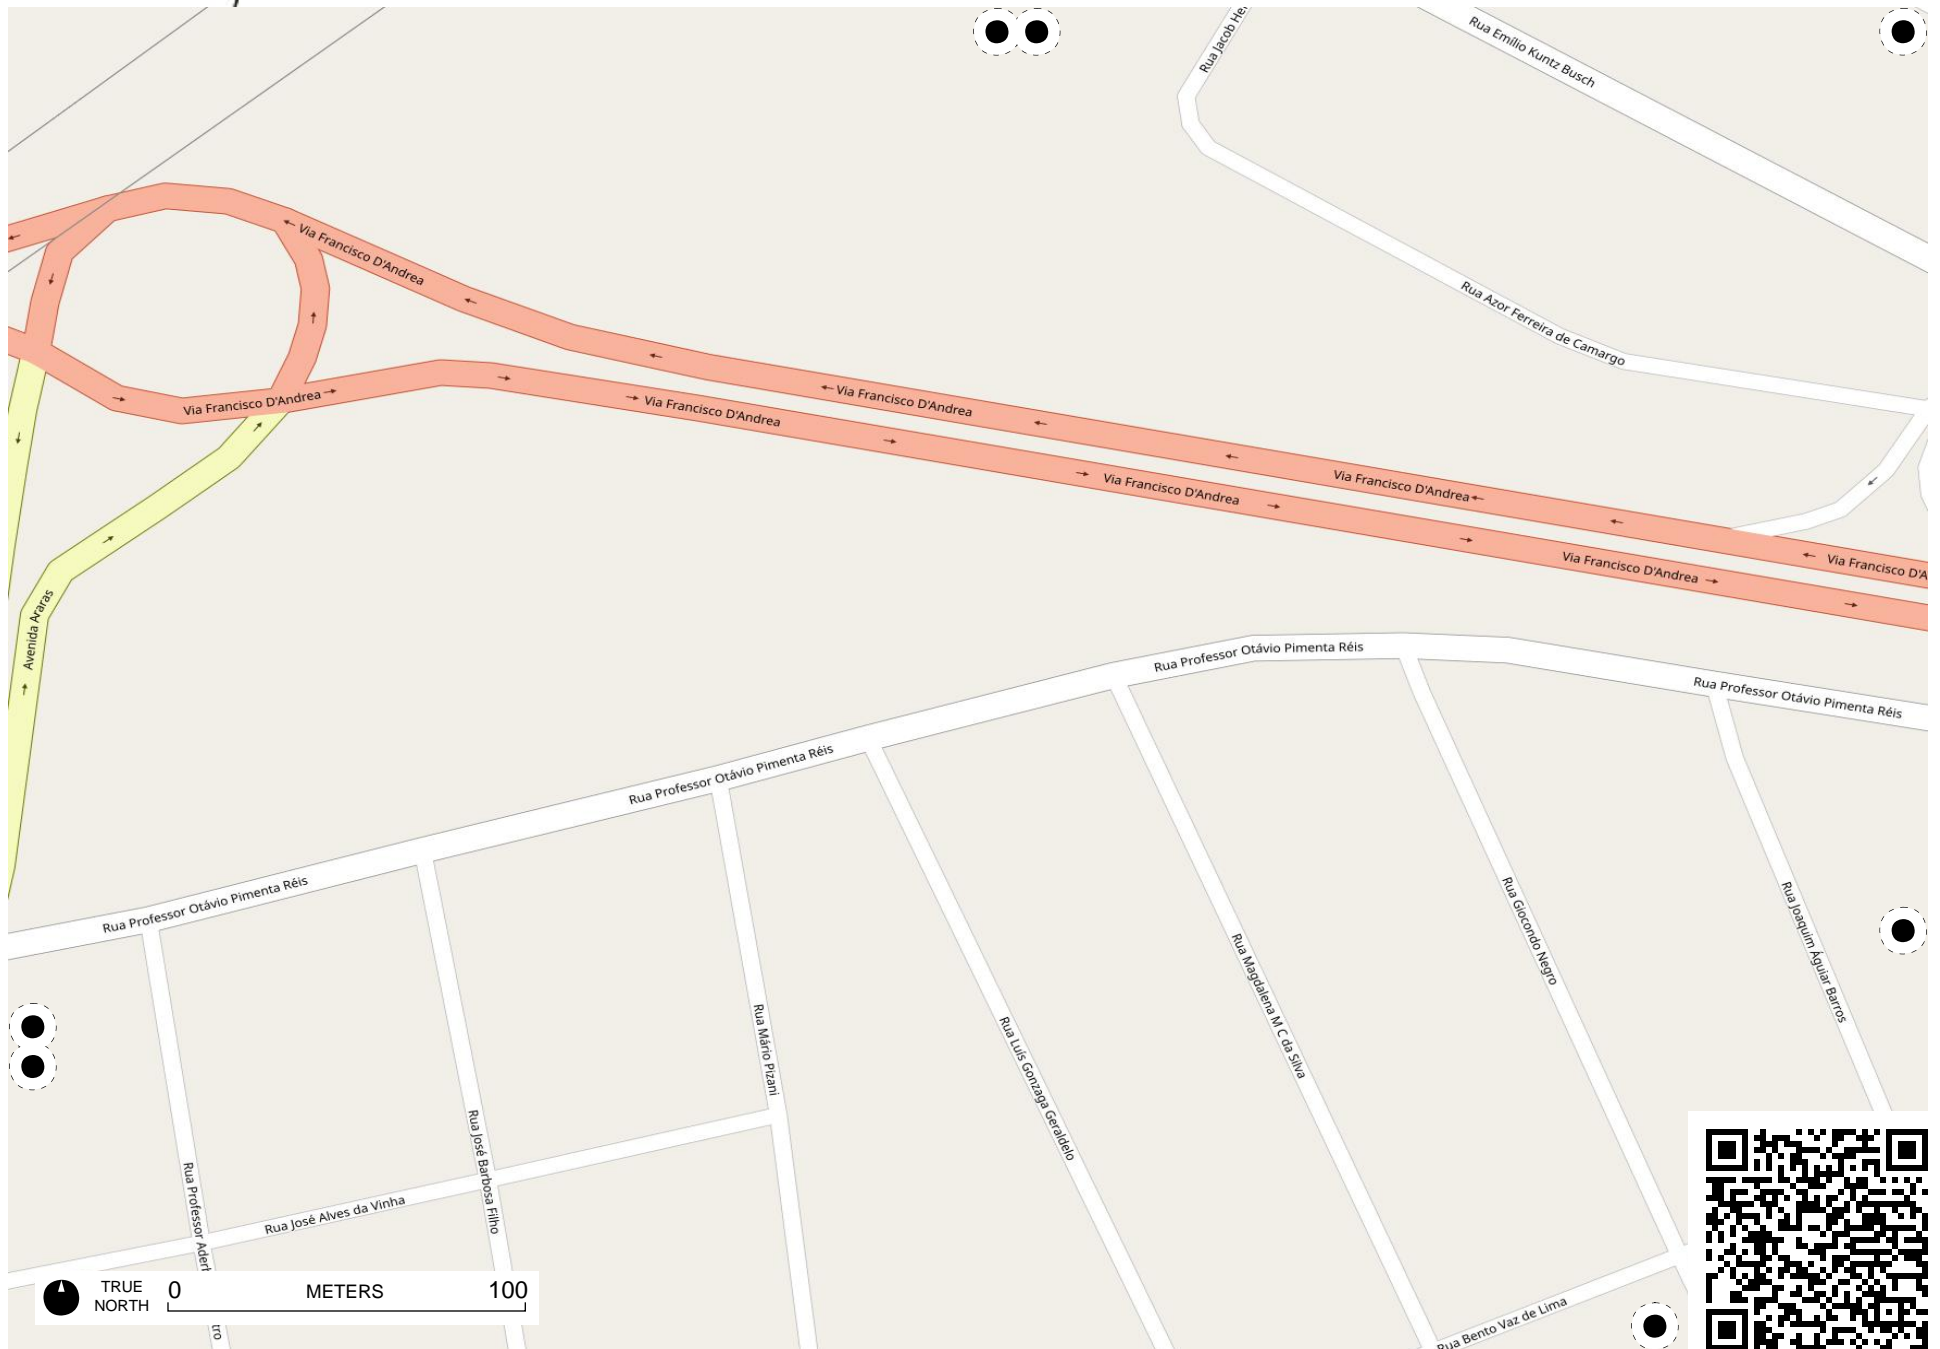 Rua Jacob He
Rua Emílio Kuntz Busch
Via Francisco D'Andrea
Rua Azor Ferreira de Camargo
Via Francisco D'Andrea
Via Francisco D'Andrea
Via Francisco D'Andrea
Via Francisco D'Andrea
Via Francisco D'Andrea
Via Francisco D'Andrea
Via Francisco D'A
Avenida Araras
Rua Professor Otávio Pimenta Réis
Rua Professor Otávio Pimenta Réis
Rua Professor Otávio Pimenta Réis
Rua Professor Otávio Pimenta Réis
Rua Giocondo Negro
Rua Joaquim Águiar Barros
Rua Magdalena M C da Silva
Rua Mário Pizani
Rua Luís Gonzaga Geraldelo
Rua José Barbosa Filho
Rua Professor Ader
tro
Rua José Alves da Vinha
Rua Bento Vaz de Lima
TRUE
NORTH
0 METERS 100